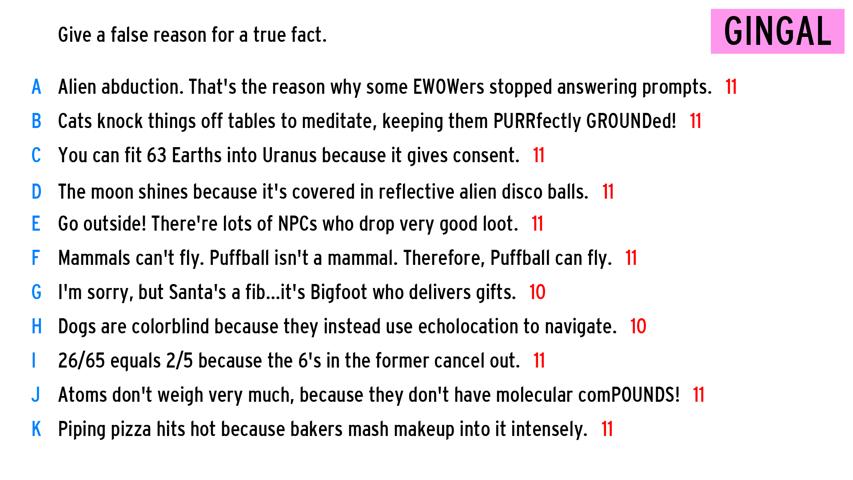 Give a false reason for a true fact.
GINGAL
A Alien abduction. That's the reason why some EWOWers stopped answering prompts. 11
B Cats knock things off tables to meditate, keeping them PURRfectly GROUNDed! 11
C You can fit 63 Earths into Uranus because it gives consent. 11
D The moon shines because it's covered in reflective alien disco balls. 11
E Go outside! There're lots of NPCs who drop very good loot. 11
F Mammals can't fly. Puffball isn't a mammal. Therefore, Puffball can fly. 11
G I'm sorry, but Santa's a fib...it's Bigfoot who delivers gifts. 10
H Dogs are colorblind because they instead use echolocation to navigate. 10
I 26/65 equals 2/5 because the 6's in the former cancel out. 11
J Atoms don't weigh very much, because they don't have molecular comPOUNDS! 11
K Piping pizza hits hot because bakers mash makeup into it intensely. 11